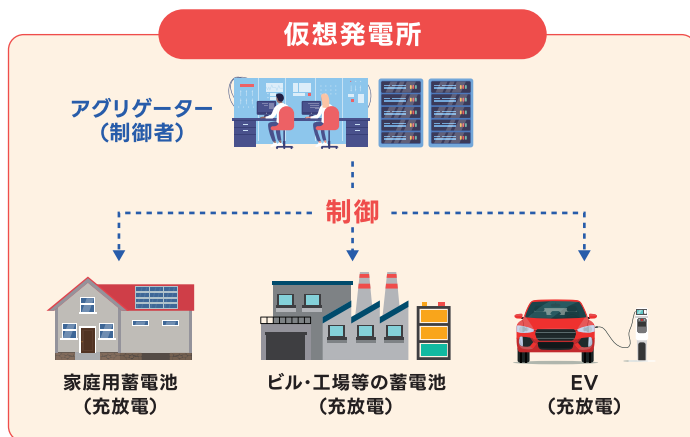 仮想発電所
アグリゲーター
（制御者）
制御
家庭用蓄電池
（充放電）
ビル・工場等の蓄電池
（充放電）
EV
（充放電）